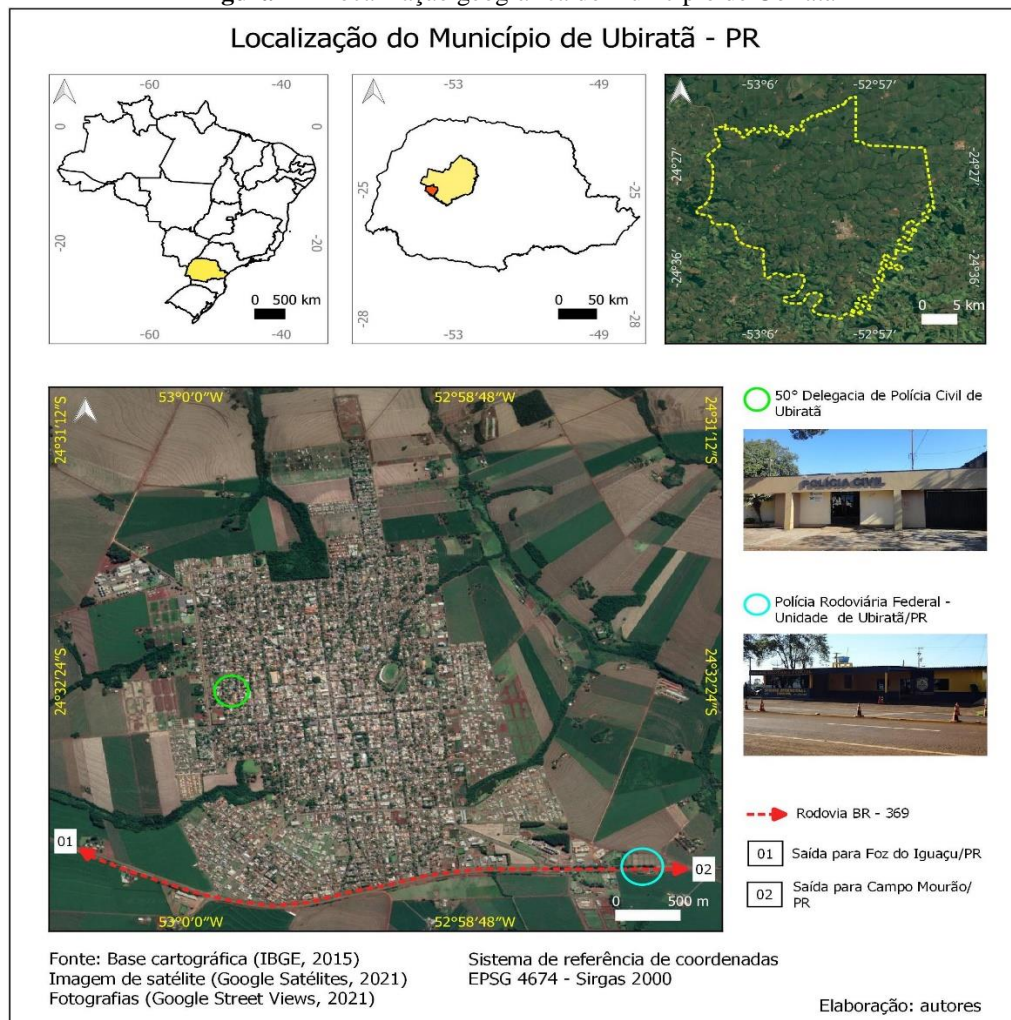 Localização do Município de Ubiratã - PR
-60
-40
0
0
-20
-20
0 500 km
-60
-40
-53
-49
-25
-25
0 50 km
-28
-28
-53
-49
-53°6'
-52°57'
-24°27'
-24°27'
-24°36'
-24°36'
0 5 km
-53°6'
-52°57'
53°0'0"W
52°58'48"W
24°31'12"S
24°31'12"S
24°32'24"S
24°32'24"S
01
02
0 500 m
53°0'0"W
52°58'48"W
50° Delegacia de Polícia Civil de
Ubiratã
POLÍCIA CIVIL
Polícia Rodoviária Federal -
Unidade de Ubiratã/PR
Rodovia BR - 369
01 Saída para Foz do Iguaçu/PR
02 Saída para Campo Mourão/
PR
Fonte: Base cartográfica (IBGE, 2015)
Imagem de satélite (Google Satélites, 2021)
Fotografias (Google Street Views, 2021)
Sistema de referência de coordenadas
EPSG 4674 - Sirgas 2000
Elaboração: autores